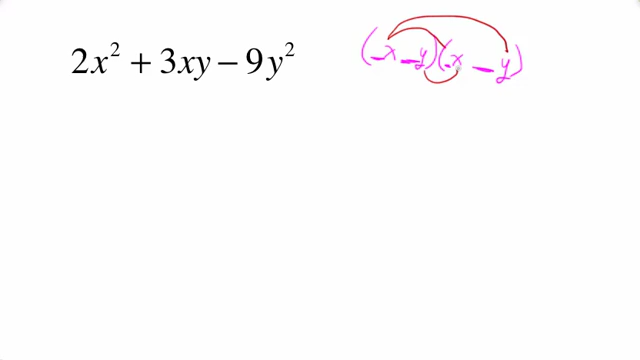 2x² + 3xy − 9y² (_x _y)(_x _y)